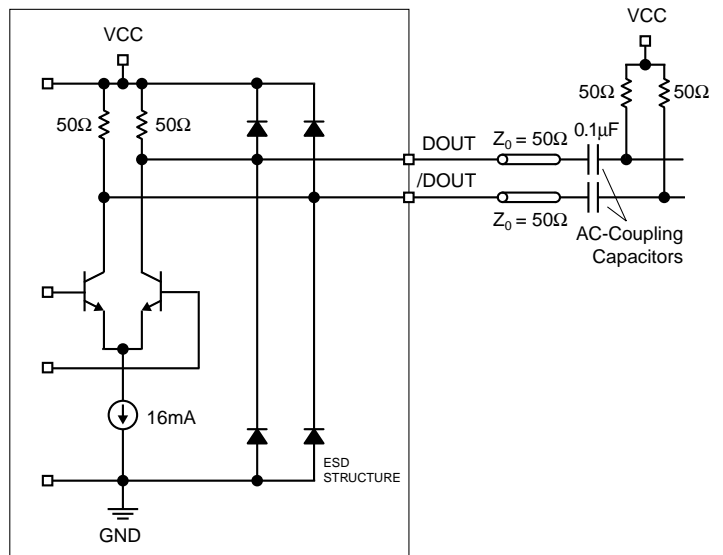 VCC
VCC
50Ω
50Ω
50Ω
50Ω
0.1µF
DOUT
Z0 = 50Ω
/DOUT
Z0 = 50Ω
AC-Coupling
Capacitors
16mA
ESD
STRUCTURE
GND